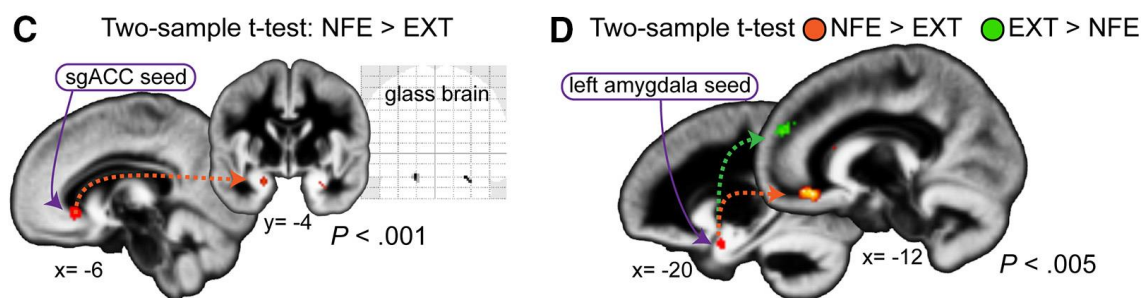 C Two-sample t-test: NFE > EXT
sgACC seed
glass brain
y= -4
P < .001
x= -6
D Two-sample t-test NFE > EXT EXT > NFE
left amygdala seed
x= -20
x= -12
P < .005